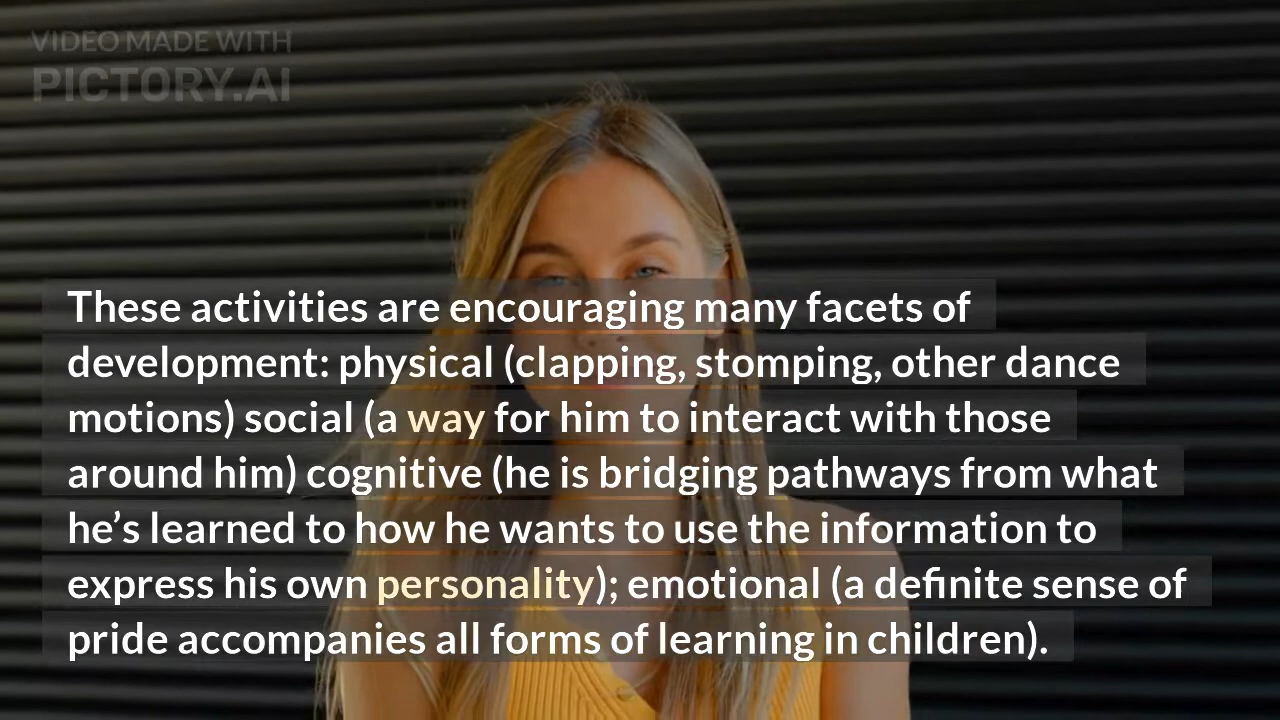 VIDEO MADE WITH
PICTORY.AI
These activities are encouraging many facets of
development: physical (clapping, stomping, other dance
motions) social (a way for him to interact with those
around him) cognitive (he is bridging pathways from what
he’s learned to how he wants to use the information to
express his own personality); emotional (a definite sense of
pride accompanies all forms of learning in children).